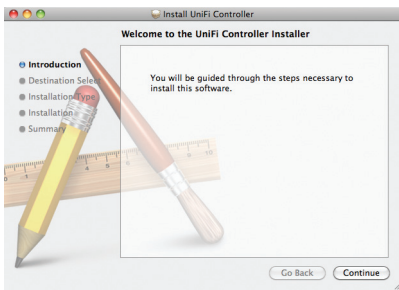 Install UniFi Controller
Welcome to the UniFi Controller Installer
Introduction
Destination Select
Installation Type
Installation
Summary
You will be guided through the steps necessary to
install this software.
Go Back
Continue